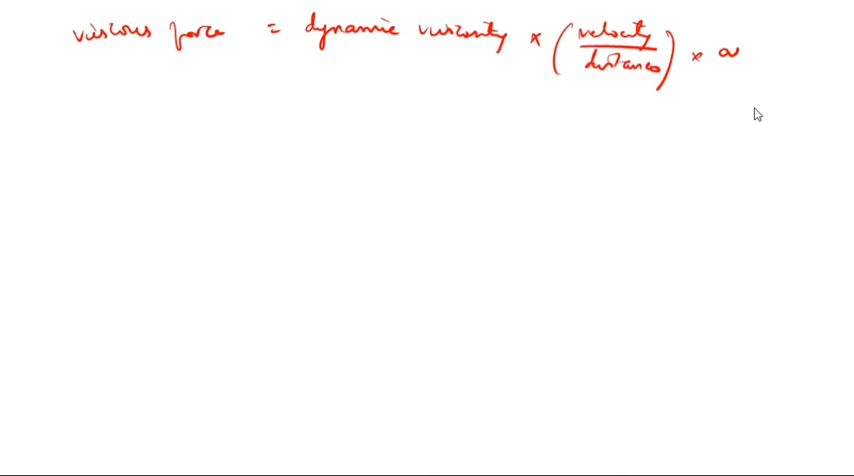 viscous force = dynamic viscosity × (velocity / distance) × a